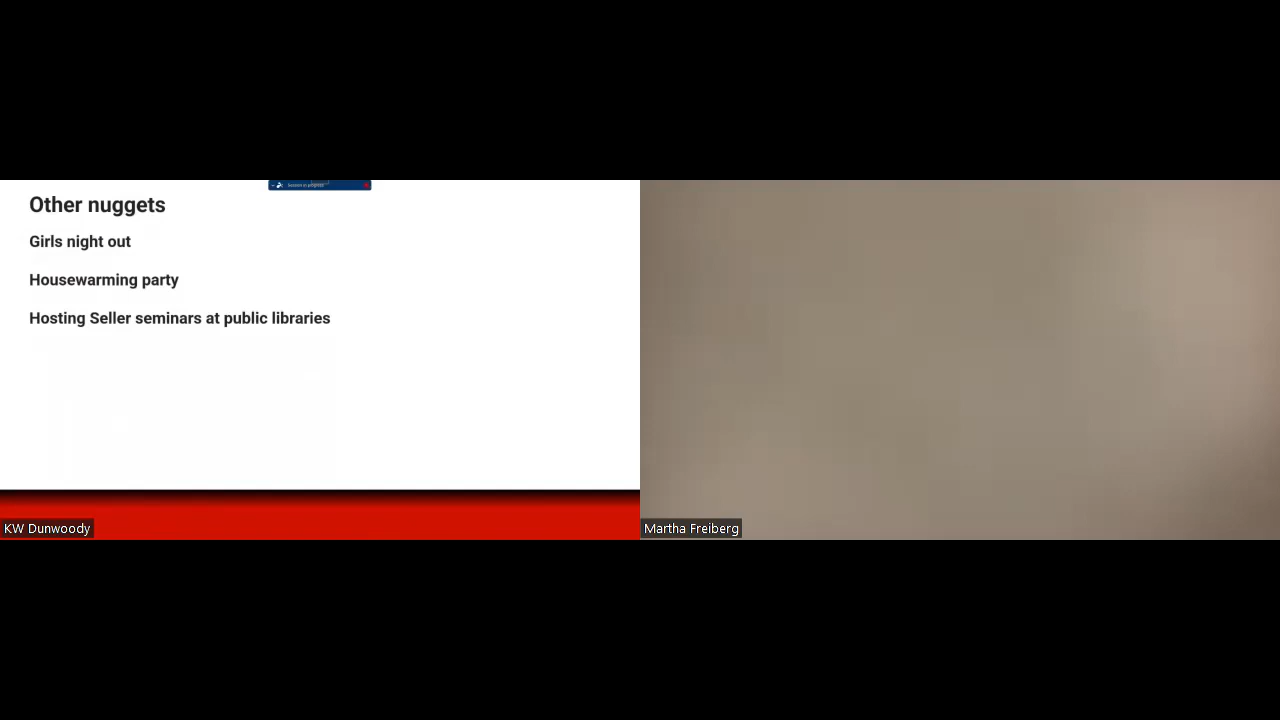 Other nuggets
Girls night out
Housewarming party
Hosting Seller seminars at public libraries
KW Dunwoody
Martha Freiberg